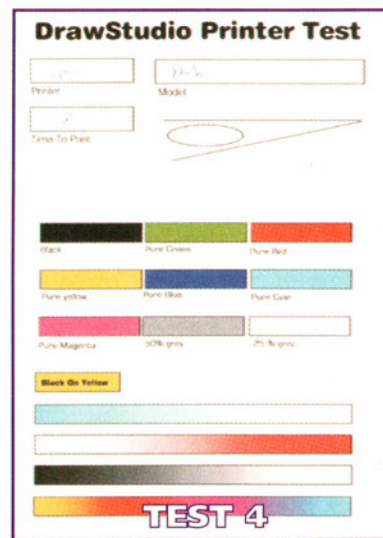 DrawStudio Printer Test
Printer Model
Time To Print
Black Pure Green Pure Red
Pure yellow Pure Blue Pure Cyan
Pure Magenta 50% grey 25 % grey
Black On Yellow
TEST 4